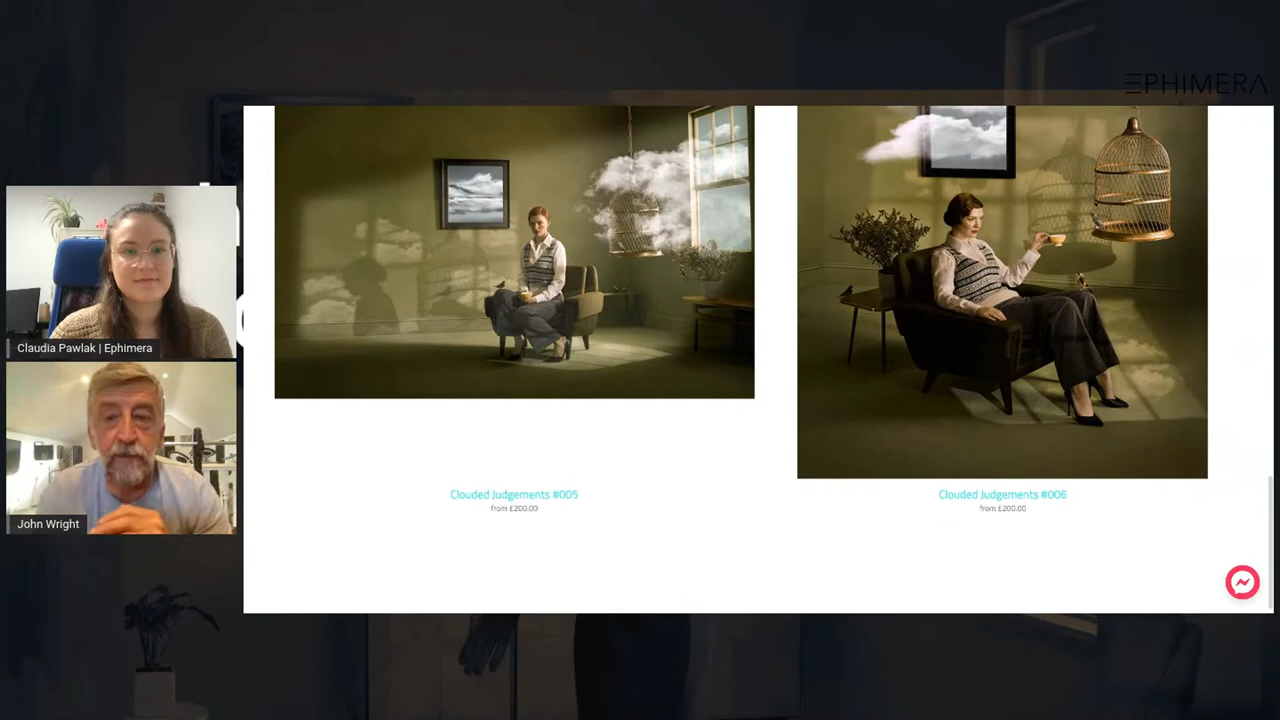 EPHIMERA
Claudia Pawlak | Ephimera
John Wright
Clouded Judgements #005
from £200.00
Clouded Judgements #006
from £200.00